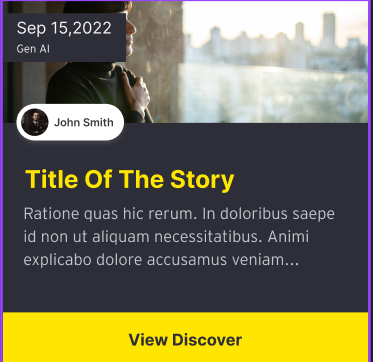 Sep 15,2022
Gen AI
John Smith
Title Of The Story
Ratione quas hic rerum. In doloribus saepe
id non ut aliquam necessitatibus. Animi
explicabo dolore accusamus veniam...
View Discover